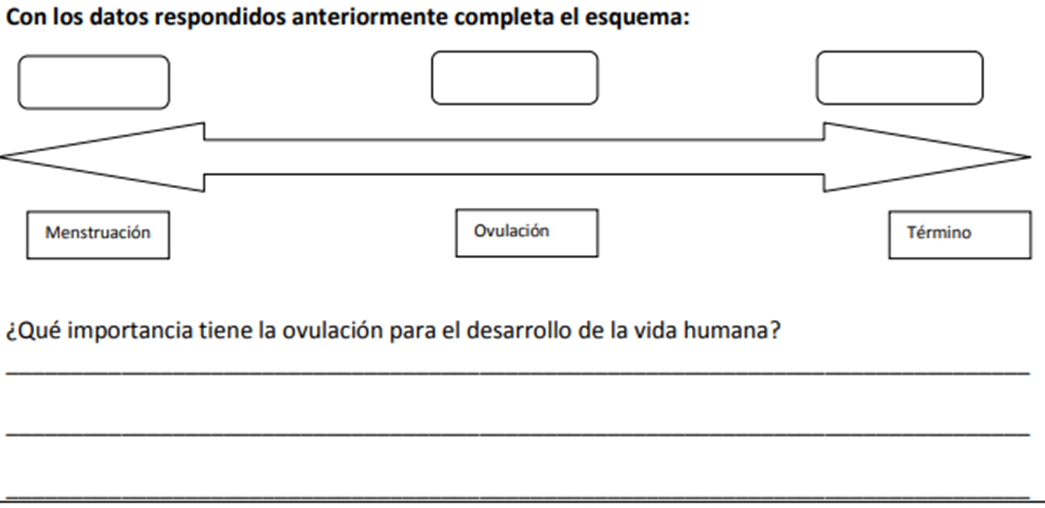 Con los datos respondidos anteriormente completa el esquema:
Menstruación
Ovulación
Término
¿Qué importancia tiene la ovulación para el desarrollo de la vida humana?